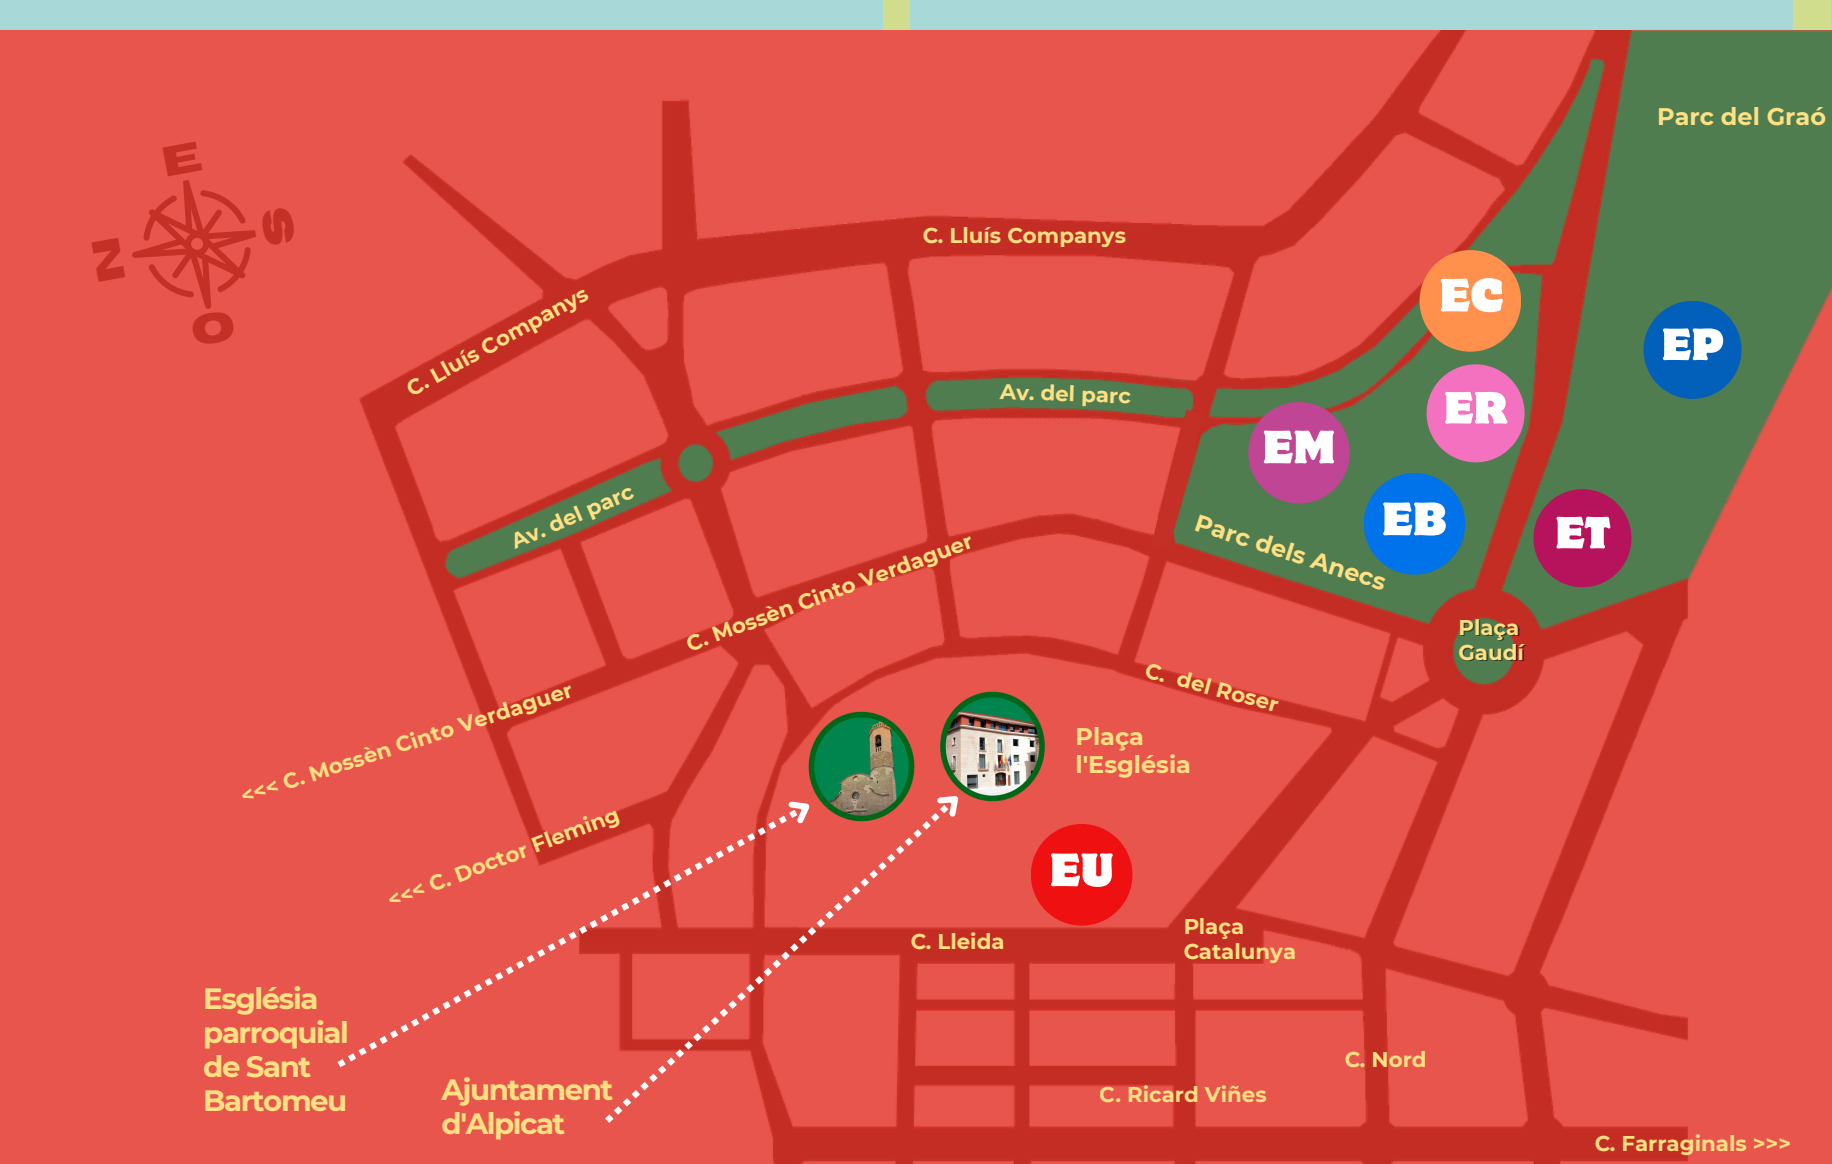 Parc del Graó
E
S
N
O
C. Lluís Companys
C. Lluís Companys
EC
EP
Av. del parc
ER
EM
Av. del parc
EB
ET
Parc dels Anecs
C. Mossèn Cinto Verdaguer
Plaça
Gaudí
C. del Roser
<<< C. Mossèn Cinto Verdaguer
Plaça
l'Església
<<< C. Doctor Fleming
EU
C. Lleida
Plaça
Catalunya
Església
parroquial
de Sant
Bartomeu
Ajuntament
d'Alpicat
C. Nord
C. Ricard Viñes
C. Farraginals >>>